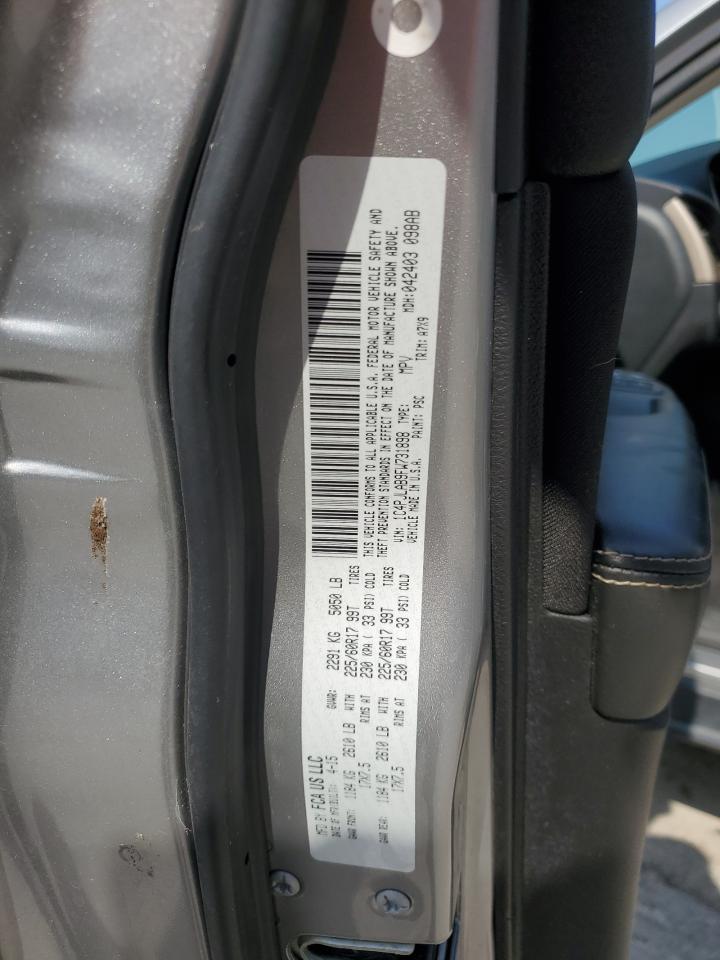 MFD BY FCA US LLC
DATE OF MFR/DECLTI: 4-15 GVWR: 2291 KG 5050 LB
GAWR FRONT: 1184 KG 2610 LB WITH 225/60R17 99T TIRES
17X7.5 RIMS AT 230 KPA ( 33 PSI) COLD
GAWR REAR: 1184 KG 2610 LB WITH 225/60R17 99T TIRES
17X7.5 RIMS AT 230 KPA ( 33 PSI) COLD
THIS VEHICLE CONFORMS TO ALL APPLICABLE U.S.A. FEDERAL MOTOR VEHICLE SAFETY AND
THEFT PREVENTION STANDARDS IN EFFECT ON THE DATE OF MANUFACTURE SHOWN ABOVE.
VIN: 1C4PJLAB9FW731898 TYPE: MPV MDH: 042403 098AB
VEHICLE MADE IN U.S.A. PAINT: PSC TRIM: A7X9